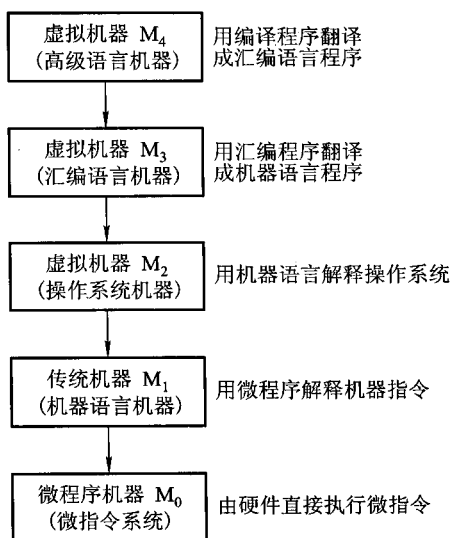 虚拟机器 M4
(高级语言机器)
用编译程序翻译
成汇编语言程序
虚拟机器 M3
(汇编语言机器)
用汇编程序翻译
成机器语言程序
虚拟机器 M2
(操作系统机器)
用机器语言解释操作系统
传统机器 M1
(机器语言机器)
用微程序解释机器指令
微程序机器 M0
(微指令系统)
由硬件直接执行微指令